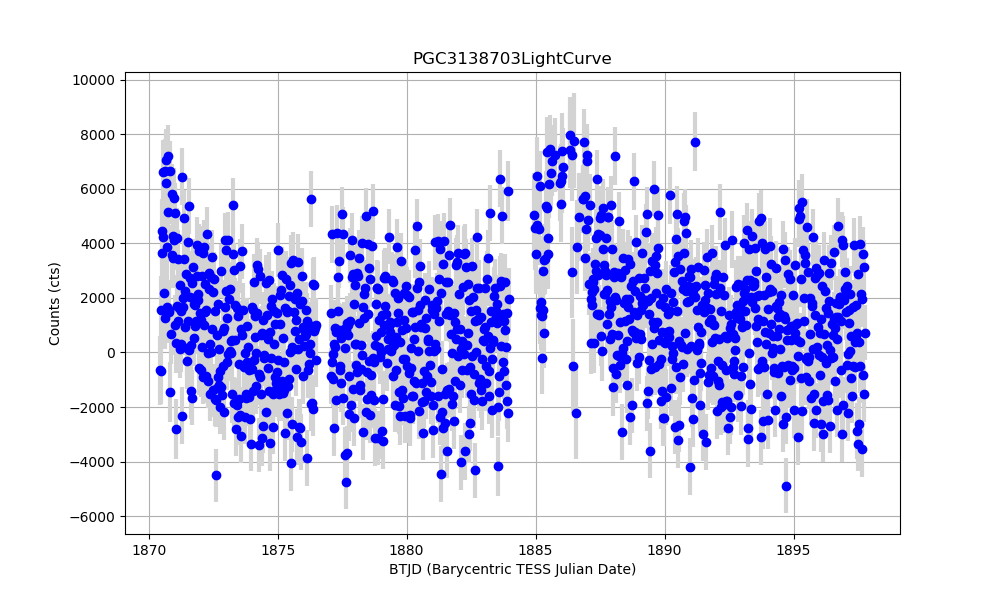 PGC3138703LightCurve
10000
8000
6000
4000
2000
0
−2000
−4000
−6000
Counts (cts)
1870 1875 1880 1885 1890 1895
BTJD (Barycentric TESS Julian Date)